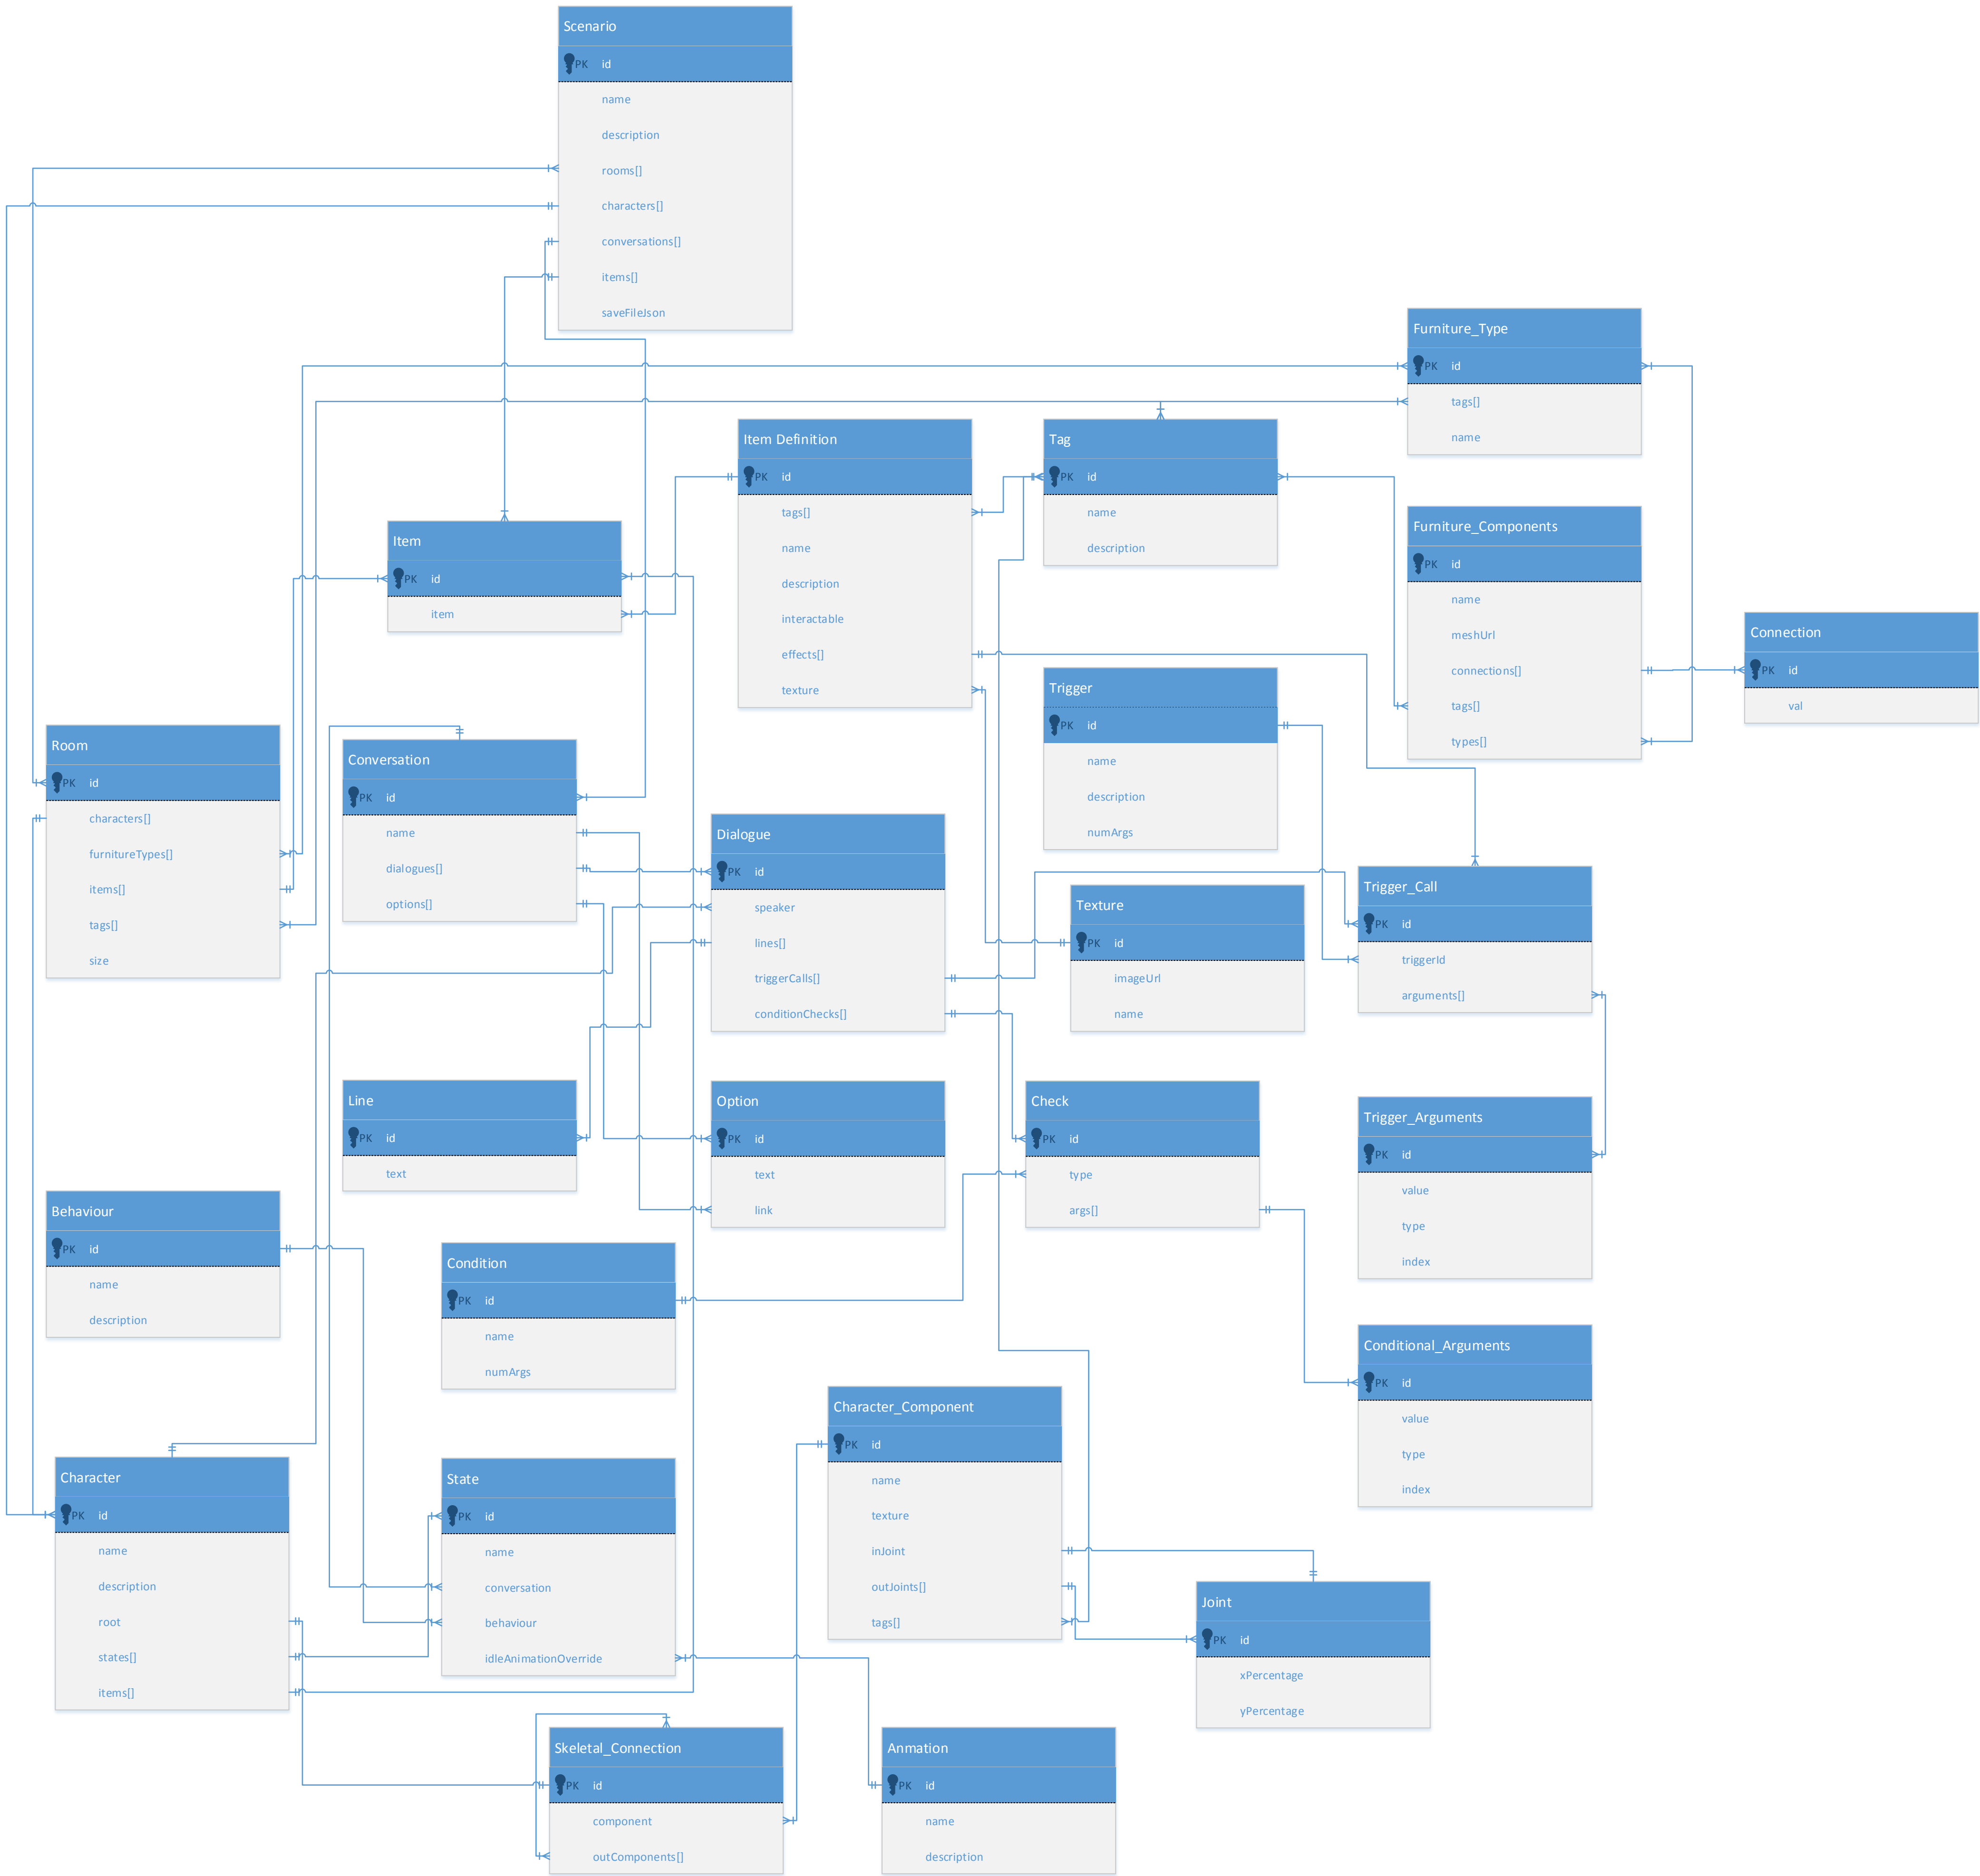 Scenario
PK id
name
description
rooms[]
characters[]
conversations[]
items[]
saveFileJson
Furniture_Type
PK id
tags[]
name
Item Definition
PK id
tags[]
name
description
interactable
effects[]
texture
Tag
PK id
name
description
Furniture_Components
PK id
name
meshUrl
connections[]
tags[]
types[]
Item
PK id
item
Connection
PK id
val
Trigger
PK id
name
description
numArgs
Room
PK id
characters[]
furnitureTypes[]
items[]
tags[]
size
Conversation
PK id
name
dialogues[]
options[]
Dialogue
PK id
speaker
lines[]
triggerCalls[]
conditionChecks[]
Texture
PK id
imageUrl
name
Trigger_Call
PK id
triggerId
arguments[]
Line
PK id
text
Option
PK id
text
link
Check
PK id
type
args[]
Trigger_Arguments
PK id
value
type
index
Behaviour
PK id
name
description
Condition
PK id
name
numArgs
Conditional_Arguments
PK id
value
type
index
Character_Component
PK id
name
texture
inJoint
outJoints[]
tags[]
Character
PK id
name
description
root
states[]
items[]
State
PK id
name
conversation
behaviour
idleAnimationOverride
Joint
PK id
xPercentage
yPercentage
Skeletal_Connection
PK id
component
outComponents[]
Anmation
PK id
name
description